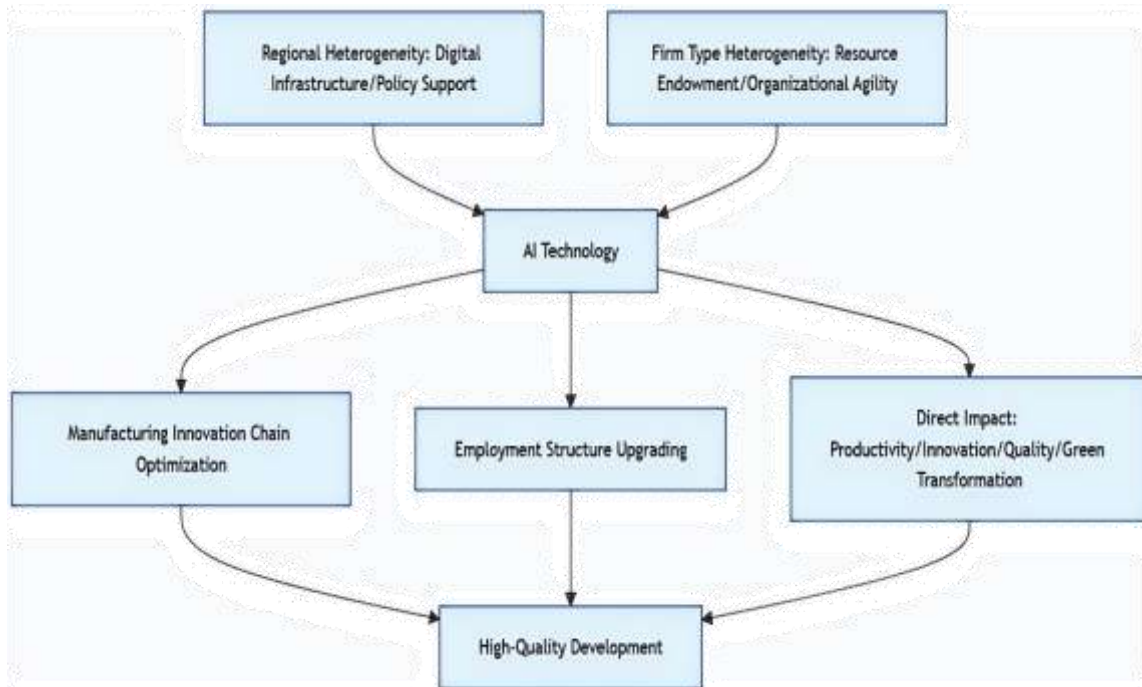 Regional Heterogeneity: Digital
Infrastructure/Policy Support
Firm Type Heterogeneity: Resource
Endowment/Organizational Agility
AI Technology
Manufacturing Innovation Chain
Optimization
Employment Structure Upgrading
Direct Impact:
Productivity/Innovation/Quality/Green
Transformation
High-Quality Development